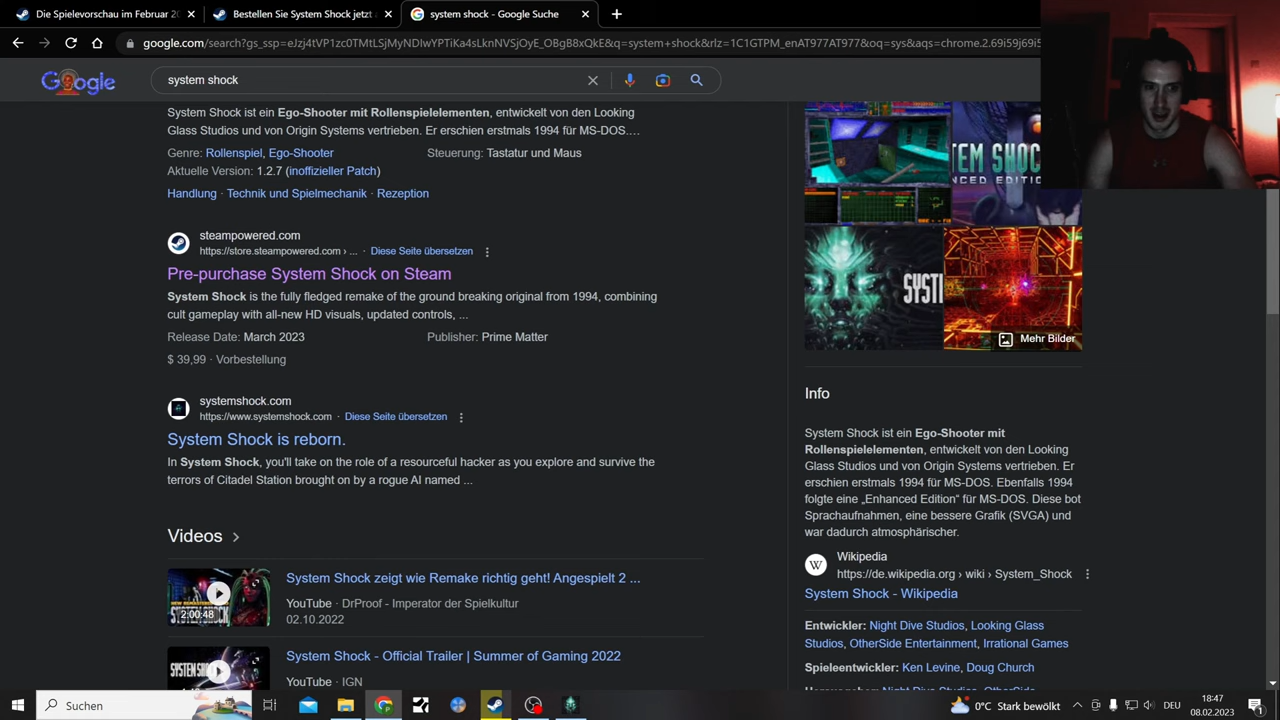 Die Spielevorschau im Februar 20
Bestellen Sie System Shock jetzt a
system shock - Google Suche
google.com/search?gs_ssp=eJzj4tVP1zc0TMtLSjMyNDIwYPTiKa4sLknNVSjOyE_OBgB8xQkE&q=system+shock&rlz=1C1GTPM_enAT977AT977&oq=sys&aqs=chrome.2.69i59j69i5
Google
system shock
System Shock ist ein Ego-Shooter mit Rollenspielelementen, entwickelt von den Looking
Glass Studios und von Origin Systems vertrieben. Er erschien erstmals 1994 für MS-DOS....
Genre: Rollenspiel, Ego-Shooter
Steuerung: Tastatur und Maus
Aktuelle Version: 1.2.7 (inoffizieller Patch)
Handlung · Technik und Spielmechanik · Rezeption
steampowered.com
https://store.steampowered.com › ... · Diese Seite übersetzen
Pre-purchase System Shock on Steam
System Shock is the fully fledged remake of the ground breaking original from 1994, combining
cult gameplay with all-new HD visuals, updated controls, ...
Release Date: March 2023
Publisher: Prime Matter
$ 39,99 · Vorbestellung
systemshock.com
https://www.systemshock.com · Diese Seite übersetzen
System Shock is reborn.
In System Shock, you'll take on the role of a resourceful hacker as you explore and survive the
terrors of Citadel Station brought on by a rogue AI named ...
Videos
2:00:48
SYSTEM SHOCK
System Shock zeigt wie Remake richtig geht! Angespielt 2 ...
YouTube · DrProof - Imperator der Spielkultur
02.10.2022
System Shock - Official Trailer | Summer of Gaming 2022
YouTube · IGN
TEM SHOC
NCED EDITION
SYSTE
Mehr Bilder
Info
System Shock ist ein Ego-Shooter mit
Rollenspielelementen, entwickelt von den Looking
Glass Studios und von Origin Systems vertrieben. Er
erschien erstmals 1994 für MS-DOS. Ebenfalls 1994
folgte eine „Enhanced Edition“ für MS-DOS. Diese bot
Sprachaufnahmen, eine bessere Grafik (SVGA) und
war dadurch atmosphärischer.
W
Wikipedia
https://de.wikipedia.org › wiki › System_Shock
System Shock - Wikipedia
Entwickler: Night Dive Studios, Looking Glass
Studios, OtherSide Entertainment, Irrational Games
Spieleentwickler: Ken Levine, Doug Church
Suchen
0°C Stark bewölkt
DEU
18:47
08.02.2023
1